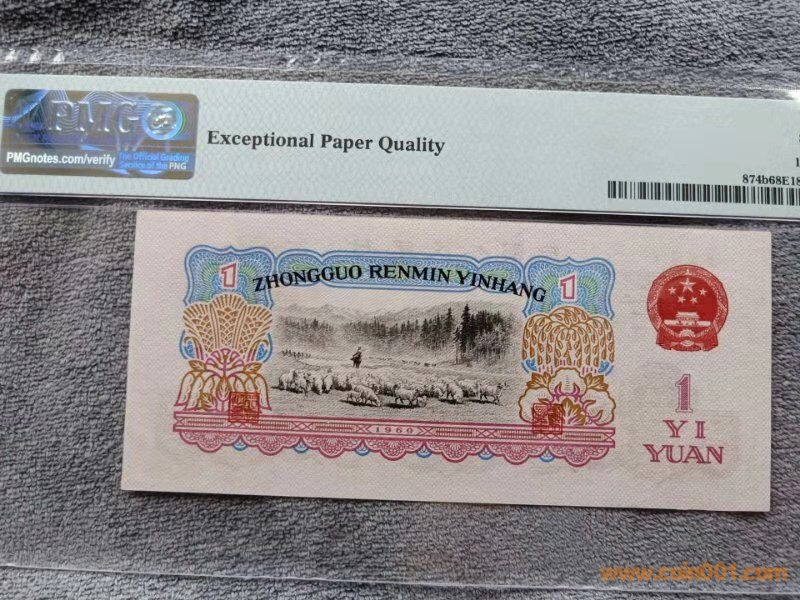 PMG
PMGnotes.com/verify
The Official Grading
Service of the PNG
Exceptional Paper Quality
874b68E18
1
1
ZHONGGUO RENMIN YINHANG
1960
1
YI
YUAN
www.coin001.com